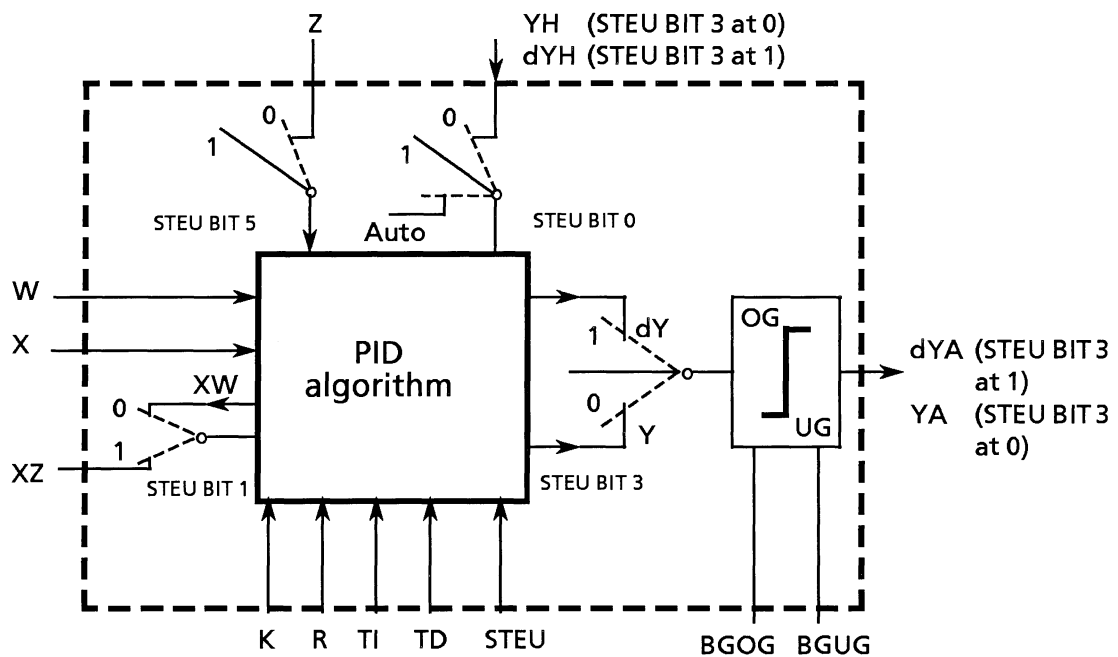 Z
YH (STEU BIT 3 at 0)
dYH (STEU BIT 3 at 1)
0
1
0
1
STEU BIT 5
Auto
STEU BIT 0
W
X
PID
algorithm
XW
0
1
XZ
STEU BIT 1
1
dY
0
Y
STEU BIT 3
OG
UG
dYA (STEU BIT 3
at 1)
YA (STEU BIT 3
at 0)
K R TI TD STEU
BGOG BGUG